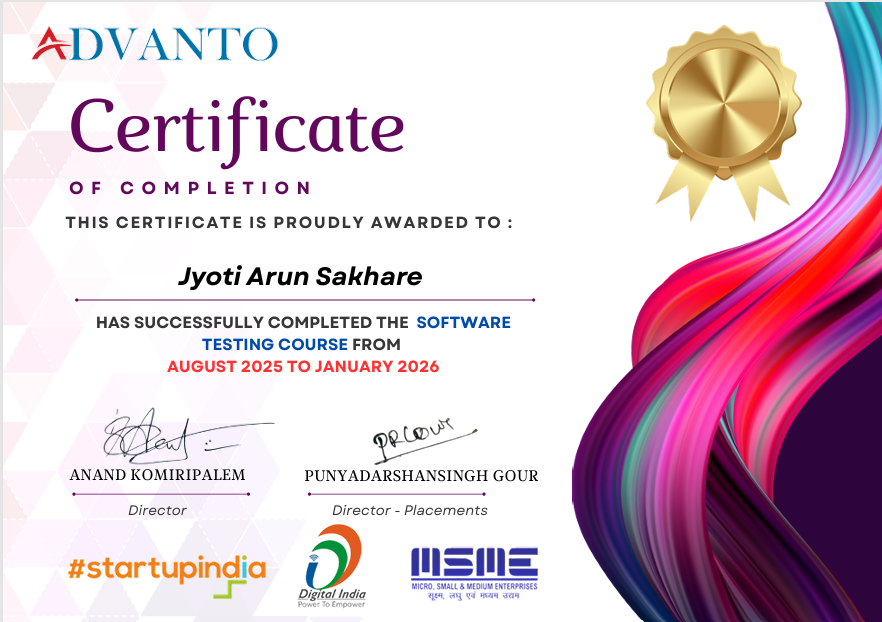 ADVANTO
Certificate
OF COMPLETION
THIS CERTIFICATE IS PROUDLY AWARDED TO :
Jyoti Arun Sakhare
HAS SUCCESSFULLY COMPLETED THE SOFTWARE
TESTING COURSE FROM
AUGUST 2025 TO JANUARY 2026
ANAND KOMIRIPALEM
PUNYADARSHANSINGH GOUR
Director
Director - Placements
#startupindia
Digital India
Power To Empower
MSME
MICRO, SMALL & MEDIUM ENTERPRISES
सूक्ष्म, लघु एवं मध्यम उद्यम